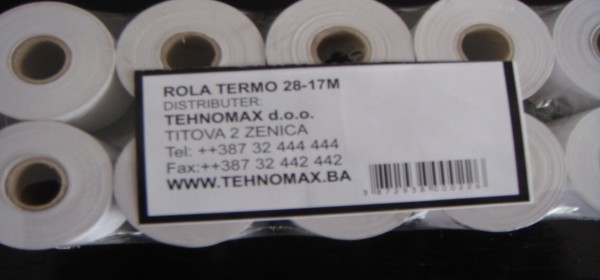 ROLA TERMO 28-17M
DISTRIBUTER:
TEHNOMAX d.o.o.
TITOVA 2 ZENICA
Tel: ++387 32 444 444
Fax:++387 32 442 442
WWW.TEHNOMAX.BA